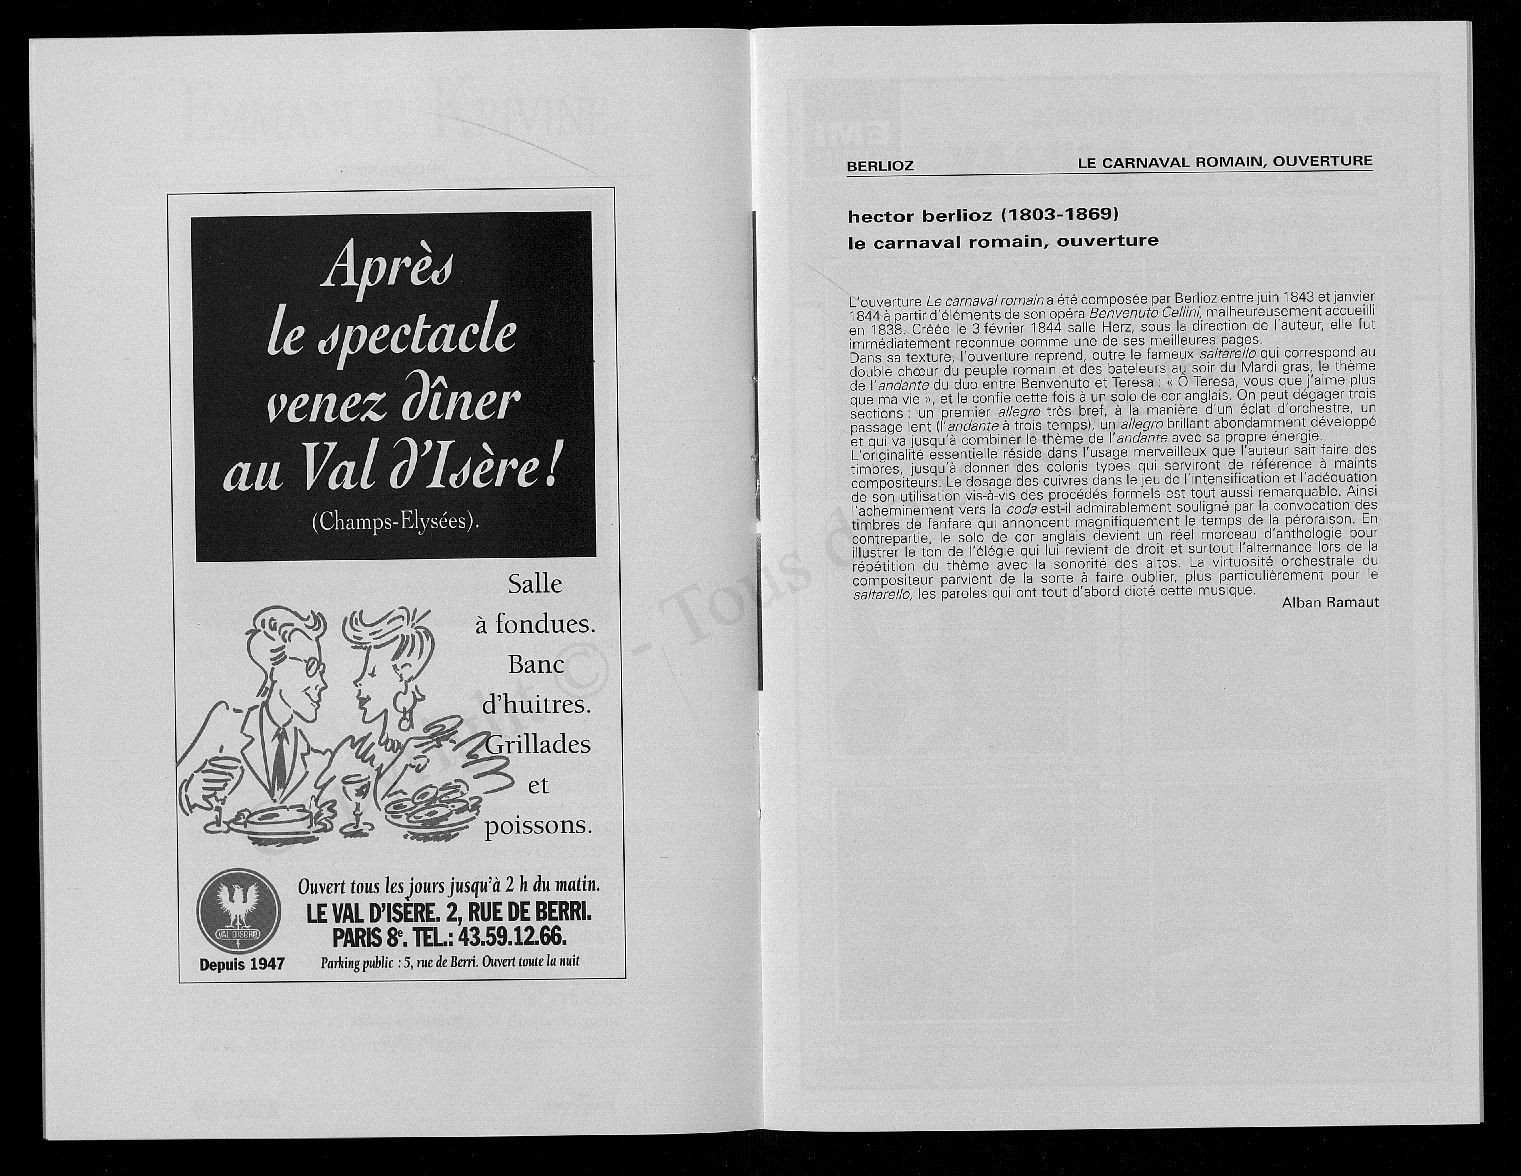 Après
le spectacle
venez dîner
au Val d'Isère!
(Champs-Elysées).
Salle
à fondues.
Banc
d'huitres.
Grillades
et
poissons.
VAL D'ISÈRE
Depuis 1947
Ouvert tous les jours jusqu'à 2 h du matin.
LE VAL D'ISÈRE. 2, RUE DE BERRI.
PARIS 8e. TEL.: 43.59.12.66.
Parking public : 5, rue de Berri. Ouvert toute la nuit
BERLIOZ LE CARNAVAL ROMAIN, OUVERTURE
hector berlioz (1803-1869)
le carnaval romain, ouverture
L'ouverture Le carnaval romain a été composée par Berlioz entre juin 1843 et janvier
1844 à partir d'éléments de son opéra Benvenuto Cellini, malheureusement accueilli
en 1838. Créée le 3 février 1844 salle Herz, sous la direction de l'auteur, elle fut
immédiatement reconnue comme une de ses meilleures pages.
Dans sa texture, l'ouverture reprend, outre le fameux saltarello qui correspond au
double chœur du peuple romain et des bateleurs au soir du Mardi gras, le thème
de l'andante du duo entre Benvenuto et Teresa : « Ô Teresa, vous que j'aime plus
que ma vie », et le confie cette fois à un solo de cor anglais. On peut dégager trois
sections : un premier allegro très bref, à la manière d'un éclat d'orchestre, un
passage lent (l'andante à trois temps), un allegro brillant abondamment développé
et qui va jusqu'à combiner le thème de l'andante avec sa propre énergie.
L'originalité essentielle réside dans l'usage merveilleux que l'auteur sait faire des
timbres, jusqu'à donner des coloris types qui serviront de référence à maints
compositeurs. Le dosage des cuivres dans le jeu de l'intensification et l'adéquation
de son utilisation vis-à-vis des procédés formels est tout aussi remarquable. Ainsi
l'acheminement vers la coda est-il admirablement souligné par la convocation des
timbres de fanfare qui annoncent magnifiquement le temps de la péroraison. En
contrepartie, le solo de cor anglais devient un réel morceau d'anthologie pour
illustrer le ton de l'élégie qui lui revient de droit et surtout l'alternance lors de la
répétition du thème avec la sonorité des altos. La virtuosité orchestrale du
compositeur parvient de la sorte à faire oublier, plus particulièrement pour le
saltarello, les paroles qui ont tout d'abord dicté cette musique.
Alban Ramaut
© - Tous d